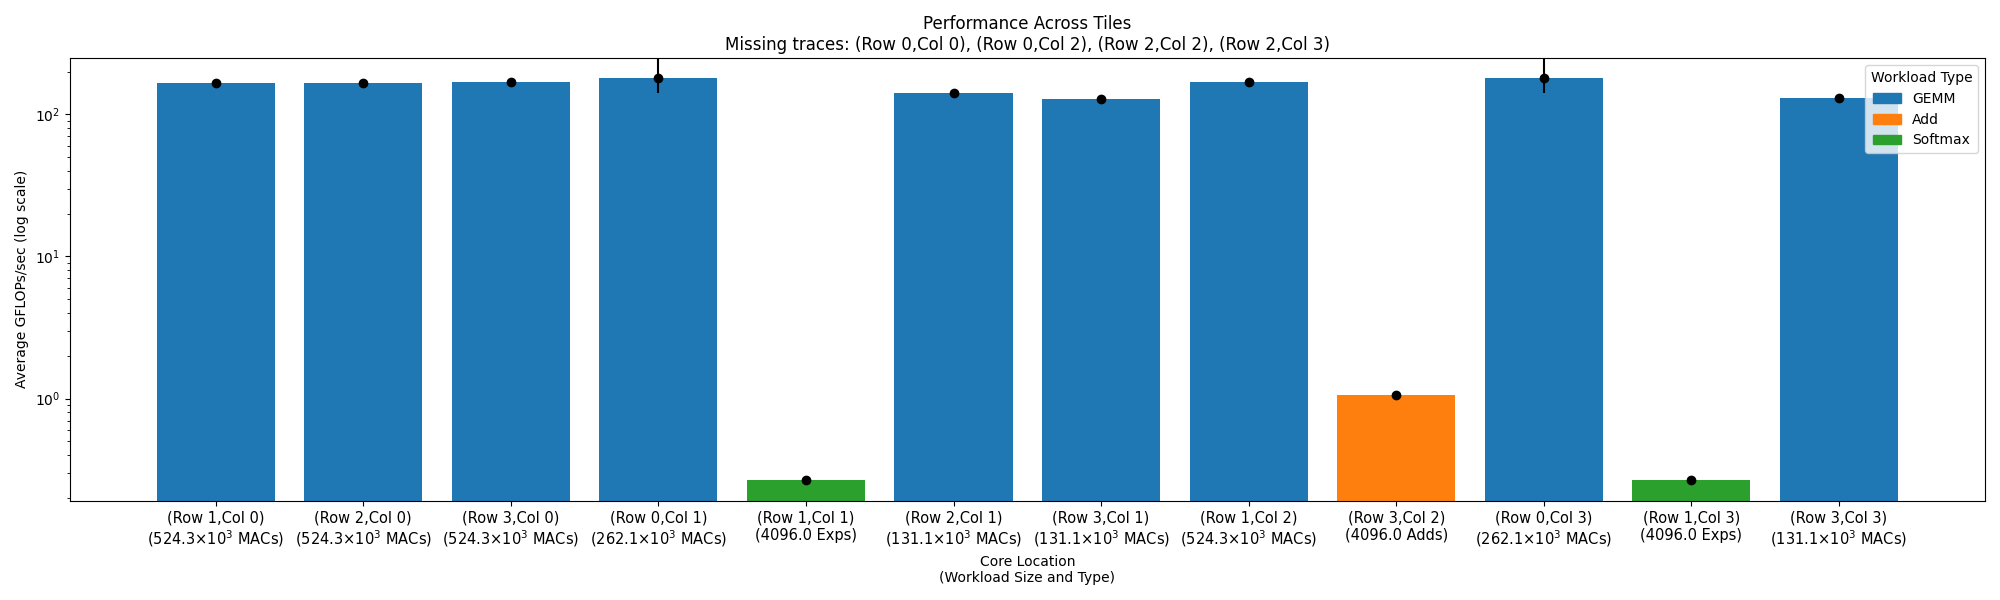 Performance Across Tiles
Missing traces: (Row 0,Col 0), (Row 0,Col 2), (Row 2,Col 2), (Row 2,Col 3)
Average GFLOPs/sec (log scale)
10²
10¹
10⁰
Workload Type
GEMM
Add
Softmax
(Row 1,Col 0)
(524.3×10³ MACs)
(Row 2,Col 0)
(524.3×10³ MACs)
(Row 3,Col 0)
(524.3×10³ MACs)
(Row 0,Col 1)
(262.1×10³ MACs)
(Row 1,Col 1)
(4096.0 Exps)
(Row 2,Col 1)
(131.1×10³ MACs)
(Row 3,Col 1)
(131.1×10³ MACs)
(Row 1,Col 2)
(524.3×10³ MACs)
(Row 3,Col 2)
(4096.0 Adds)
(Row 0,Col 3)
(262.1×10³ MACs)
(Row 1,Col 3)
(4096.0 Exps)
(Row 3,Col 3)
(131.1×10³ MACs)
Core Location
(Workload Size and Type)